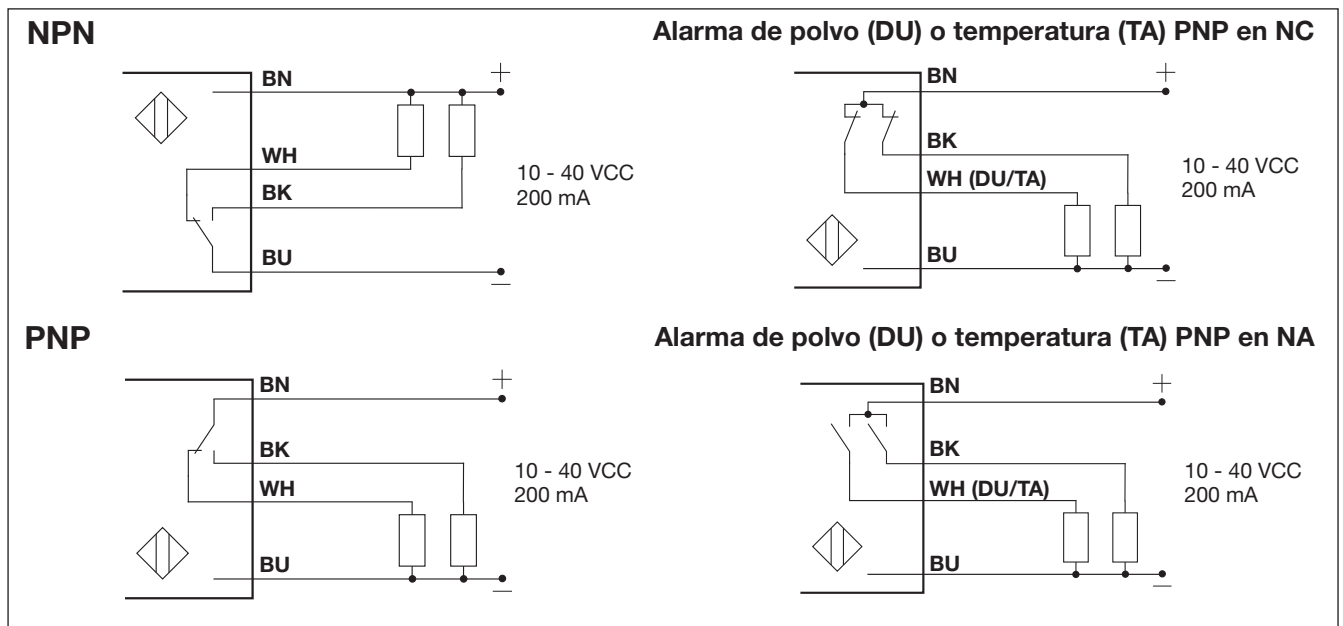 NPN
BN
+
WH
BK
BU
−
10 - 40 VCC
200 mA
Alarma de polvo (DU) o temperatura (TA) PNP en NC
BN
+
BK
WH (DU/TA)
BU
−
10 - 40 VCC
200 mA
PNP
BN
+
BK
WH
BU
−
10 - 40 VCC
200 mA
Alarma de polvo (DU) o temperatura (TA) PNP en NA
BN
+
BK
WH (DU/TA)
BU
−
10 - 40 VCC
200 mA